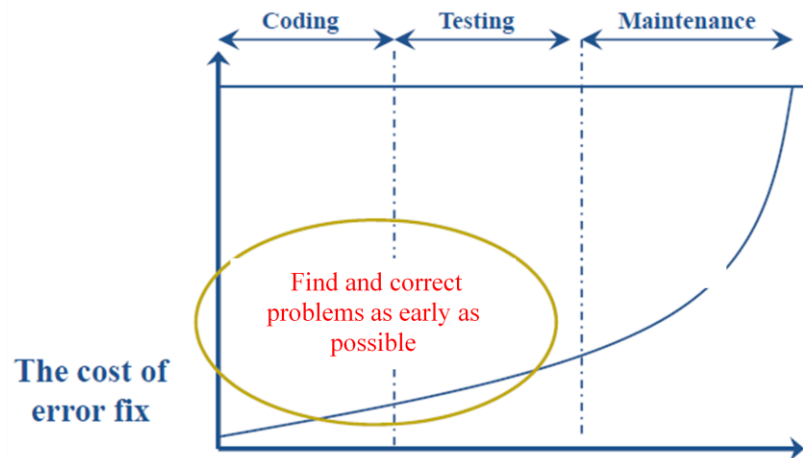 Coding
Testing
Maintenance
Find and correct
problems as early as
possible
The cost of
error fix